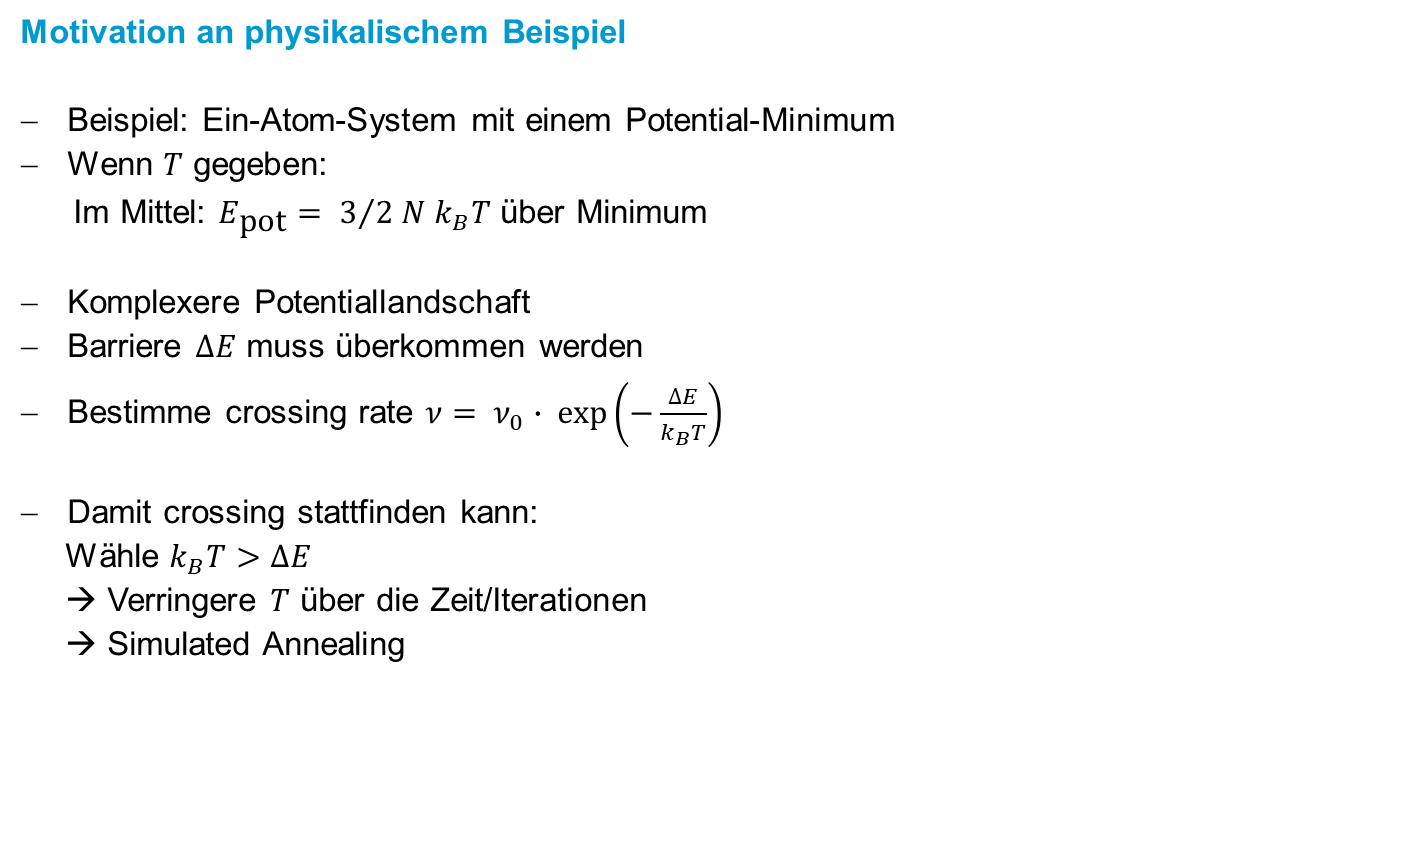 Motivation an physikalischem Beispiel
– Beispiel: Ein-Atom-System mit einem Potential-Minimum
– Wenn T gegeben:
Im Mittel: E_pot = 3/2 N k_B T über Minimum
– Komplexere Potentiallandschaft
– Barriere ΔE muss überkommen werden
– Bestimme crossing rate ν = ν_0 · exp(−ΔE/(k_B T))
– Damit crossing stattfinden kann:
Wähle k_B T > ΔE
→ Verringere T über die Zeit/Iterationen
→ Simulated Annealing